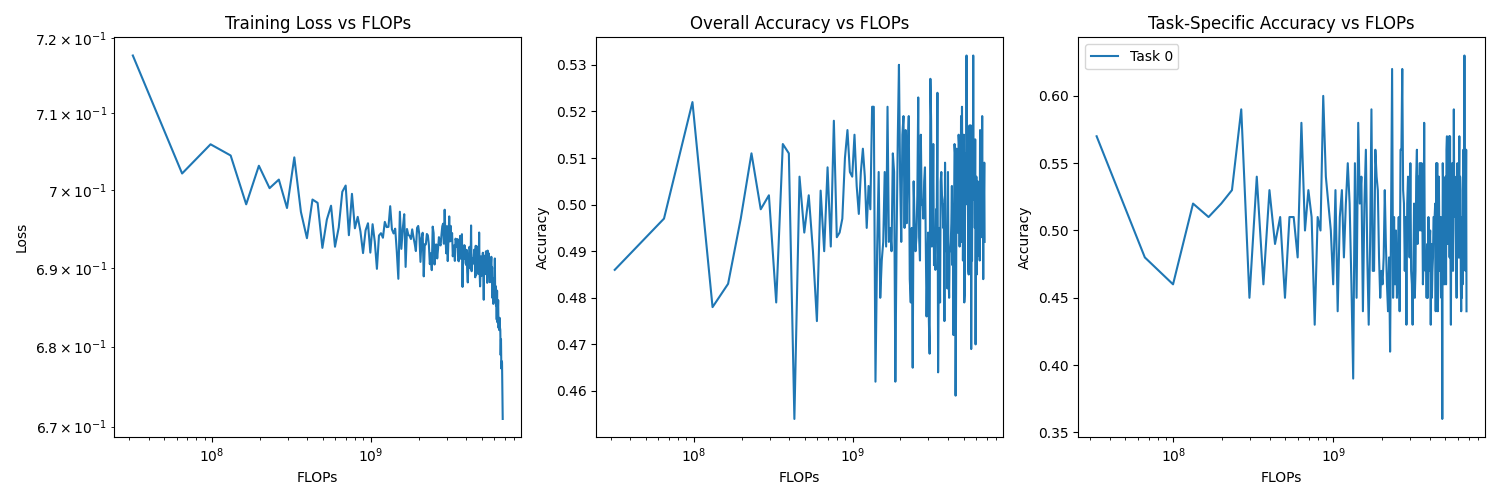 Training Loss vs FLOPs
7.2 × 10⁻¹
7.1 × 10⁻¹
7 × 10⁻¹
6.9 × 10⁻¹
6.8 × 10⁻¹
6.7 × 10⁻¹
Loss
10⁸ 10⁹
FLOPs
Overall Accuracy vs FLOPs
0.53
0.52
0.51
0.50
0.49
0.48
0.47
0.46
Accuracy
10⁸ 10⁹
FLOPs
Task-Specific Accuracy vs FLOPs
Task 0
0.60
0.55
0.50
0.45
0.40
0.35
Accuracy
10⁸ 10⁹
FLOPs